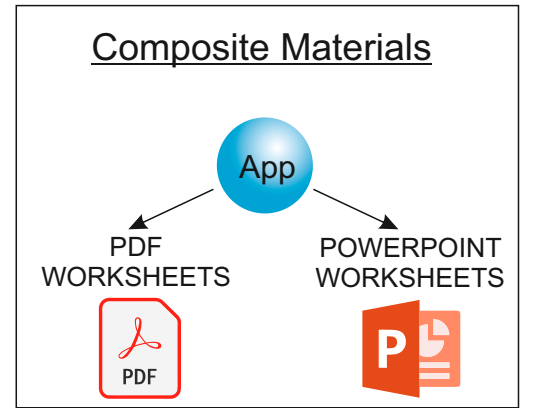 Composite Materials
App
PDF
WORKSHEETS
POWERPOINT
WORKSHEETS
PDF
P